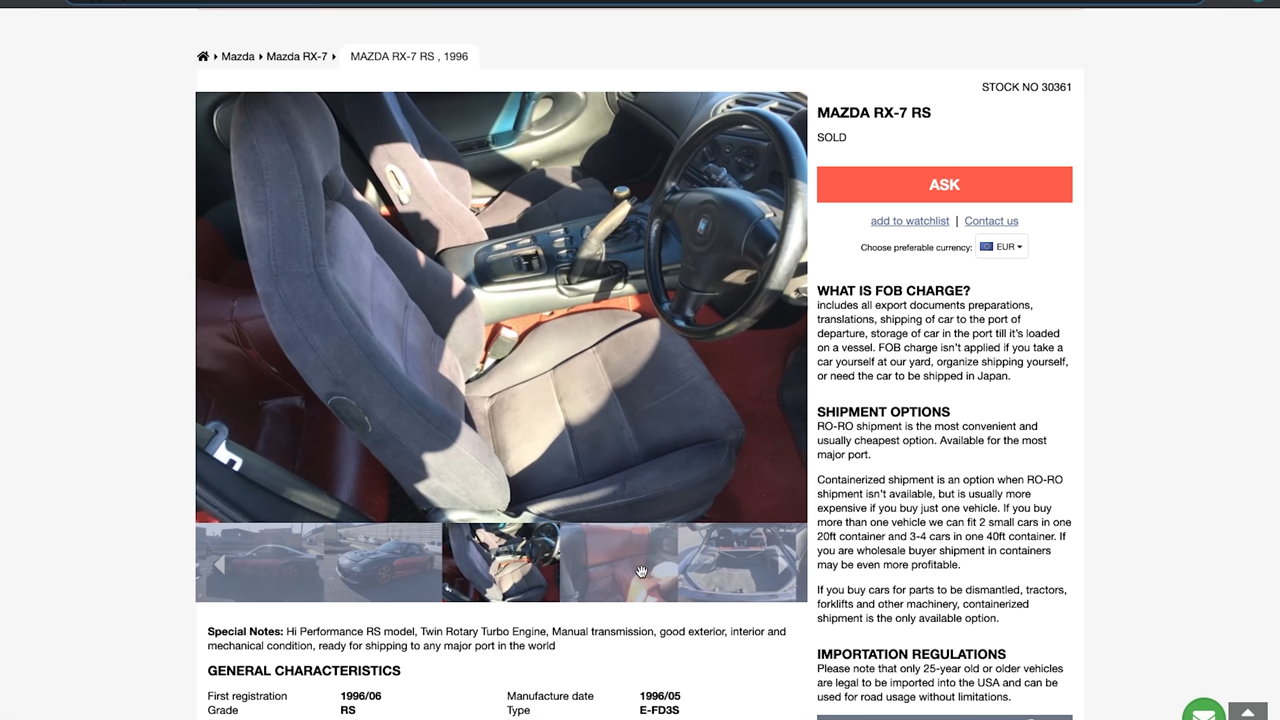 Mazda Mazda RX-7 MAZDA RX-7 RS , 1996
STOCK NO 30361
MAZDA RX-7 RS
SOLD
ASK
add to watchlist | Contact us
Choose preferable currency: EUR
WHAT IS FOB CHARGE?
includes all export documents preparations,
translations, shipping of car to the port of
departure, storage of car in the port till it's loaded
on a vessel. FOB charge isn't applied if you take a
car yourself at our yard, organize shipping yourself,
or need the car to be shipped in Japan.
SHIPMENT OPTIONS
RO-RO shipment is the most convenient and
usually cheapest option. Available for the most
major port.
Containerized shipment is an option when RO-RO
shipment isn't available, but is usually more
expensive if you buy just one vehicle. If you buy
more than one vehicle we can fit 2 small cars in one
20ft container and 3-4 cars in one 40ft container. If
you are wholesale buyer shipment in containers
may be even more profitable.
If you buy cars for parts to be dismantled, tractors,
forklifts and other machinery, containerized
shipment is the only available option.
IMPORTATION REGULATIONS
Please note that only 25-year old or older vehicles
are legal to be imported into the USA and can be
used for road usage without limitations.
Special Notes: Hi Performance RS model, Twin Rotary Turbo Engine, Manual transmission, good exterior, interior and
mechanical condition, ready for shipping to any major port in the world
GENERAL CHARACTERISTICS
First registration 1996/06 Manufacture date 1996/05
Grade RS Type E-FD3S